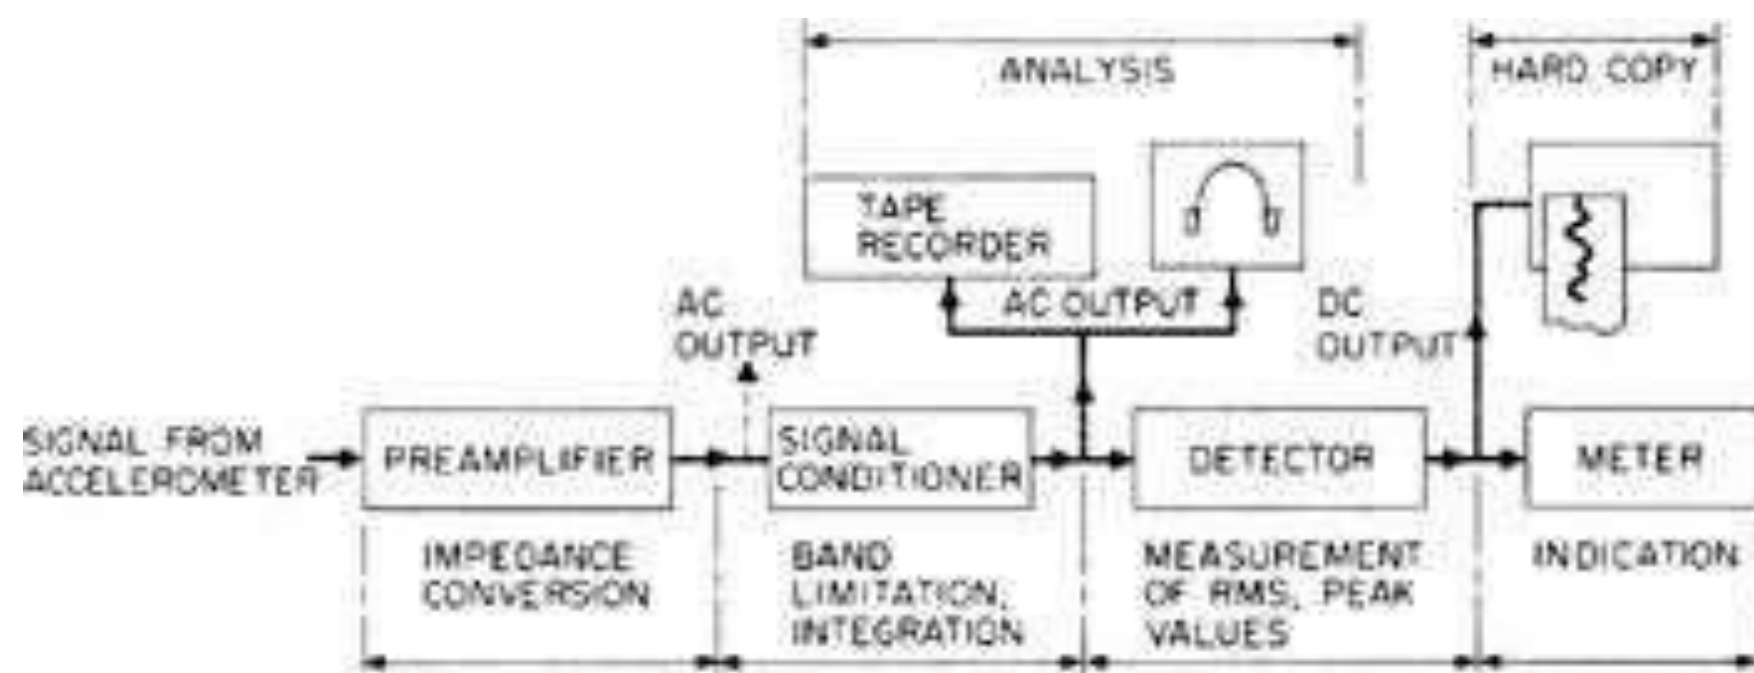 ANALYSIS
HARD COPY
TAPE
RECORDER
AC
OUTPUT
AC OUTPUT
DC
OUTPUT
SIGNAL FROM
ACCELEROMETER
PREAMPLIFIER
SIGNAL
CONDITIONER
DETECTOR
METER
IMPEDANCE
CONVERSION
BAND
LIMITATION,
INTEGRATION
MEASUREMENT
OF RMS, PEAK
VALUES
INDICATION